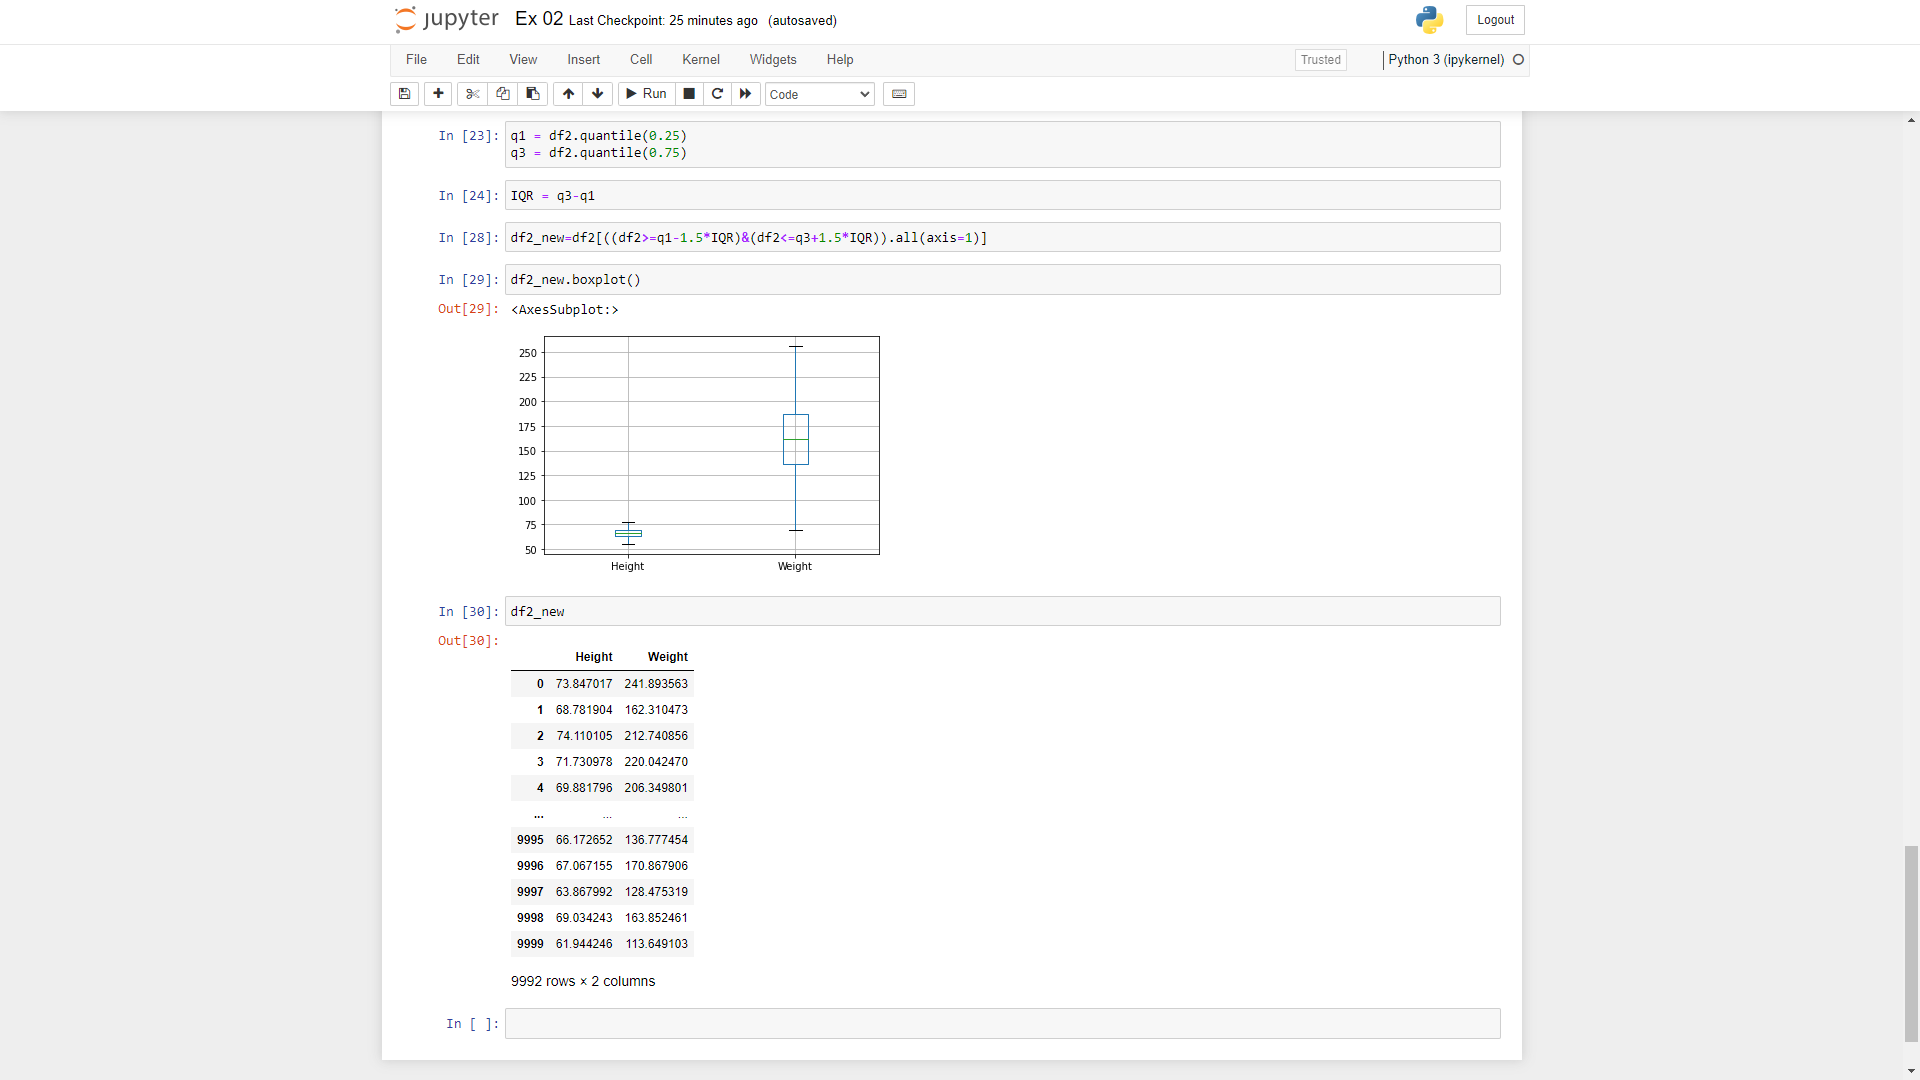 jupyter Ex 02 Last Checkpoint: 25 minutes ago (autosaved) Logout
File Edit View Insert Cell Kernel Widgets Help Trusted Python 3 (ipykernel)
Run Code
In [23]: q1 = df2.quantile(0.25)
q3 = df2.quantile(0.75)
In [24]: IQR = q3-q1
In [28]: df2_new=df2[((df2>=q1-1.5*IQR)&(df2<=q3+1.5*IQR)).all(axis=1)]
In [29]: df2_new.boxplot()
Out[29]: <AxesSubplot:>
250
225
200
175
150
125
100
75
50
Height Weight
In [30]: df2_new
Out[30]:
Height Weight
0 73.847017 241.893563
1 68.781904 162.310473
2 74.110105 212.740856
3 71.730978 220.042470
4 69.881796 206.349801
... ... ...
9995 66.172652 136.777454
9996 67.067155 170.867906
9997 63.867992 128.475319
9998 69.034243 163.852461
9999 61.944246 113.649103
9992 rows × 2 columns
In [ ]: